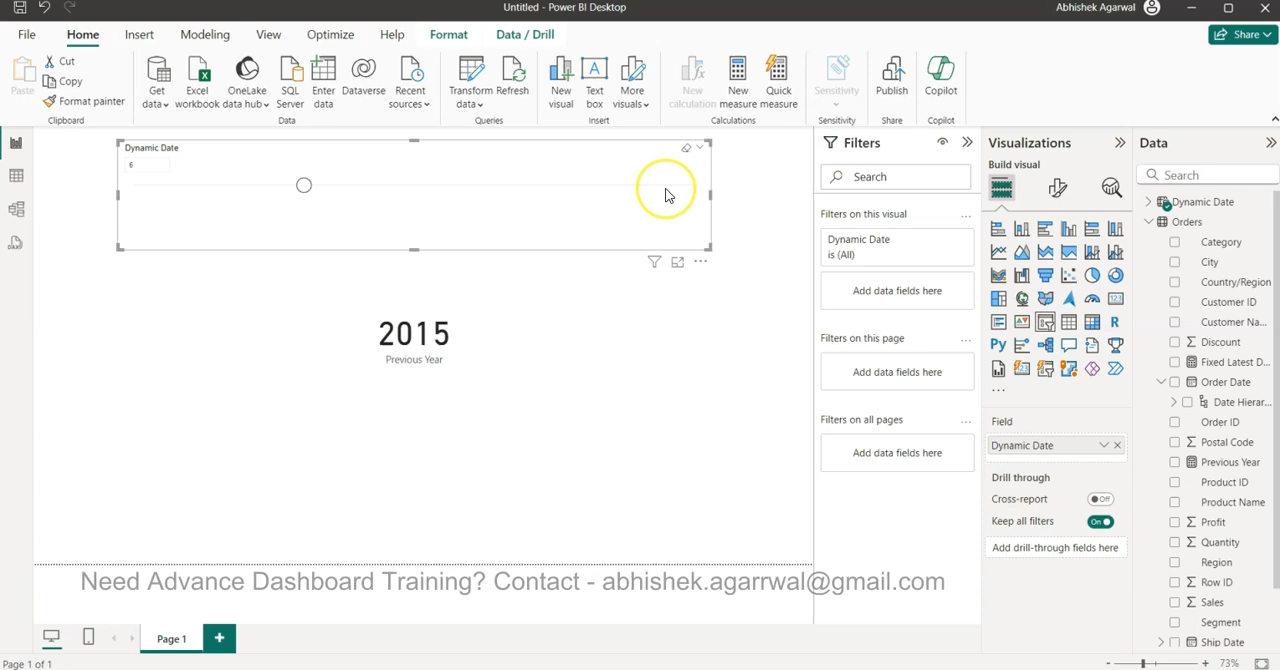 Untitled - Power BI Desktop
Abhishek Agarwal
File Home Insert Modeling View Optimize Help Format Data / Drill
Share
Paste
Cut
Copy
Format painter
Clipboard
Get data
Excel workbook
OneLake data hub
SQL Server
Enter data
Dataverse
Recent sources
Data
Transform data
Refresh
Queries
New visual
Text box
More visuals
Insert
New calculation
New measure
Quick measure
Calculations
Sensitivity
Sensitivity
Publish
Share
Copilot
Copilot
Dynamic Date
6
2015
Previous Year
Need Advance Dashboard Training? Contact - abhishek.agarrwal@gmail.com
Page 1
Page 1 of 1
Filters
Search
Filters on this visual ...
Dynamic Date
is (All)
Add data fields here
Filters on this page ...
Add data fields here
Filters on all pages ...
Add data fields here
Visualizations
Build visual
R
Py
...
Field
Dynamic Date
Drill through
Cross-report Off
Keep all filters On
Add drill-through fields here
Data
Search
Dynamic Date
Orders
Category
City
Country/Region
Customer ID
Customer Na...
Discount
Fixed Latest D...
Order Date
Date Hierar...
Order ID
Postal Code
Previous Year
Product ID
Product Name
Profit
Quantity
Region
Row ID
Sales
Segment
Ship Date
- + 73%